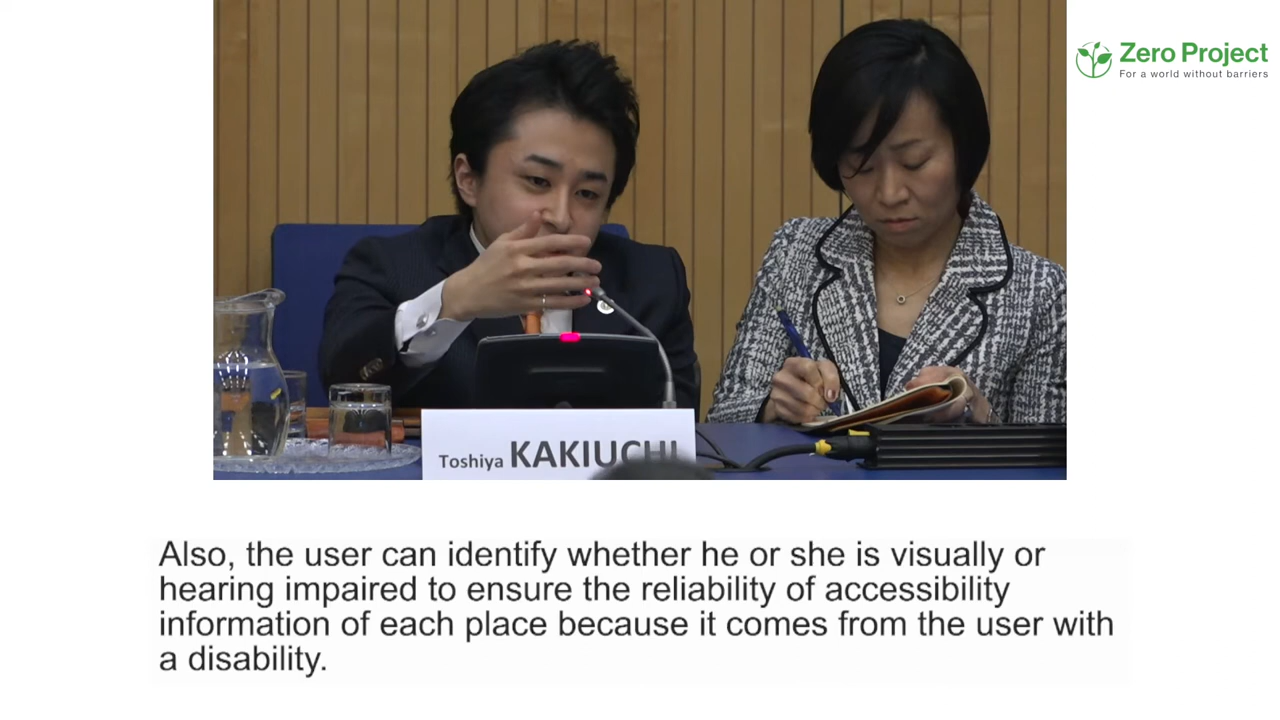 Zero Project
For a world without barriers
Toshiya KAKIUCHI
Also, the user can identify whether he or she is visually or
hearing impaired to ensure the reliability of accessibility
information of each place because it comes from the user with
a disability.